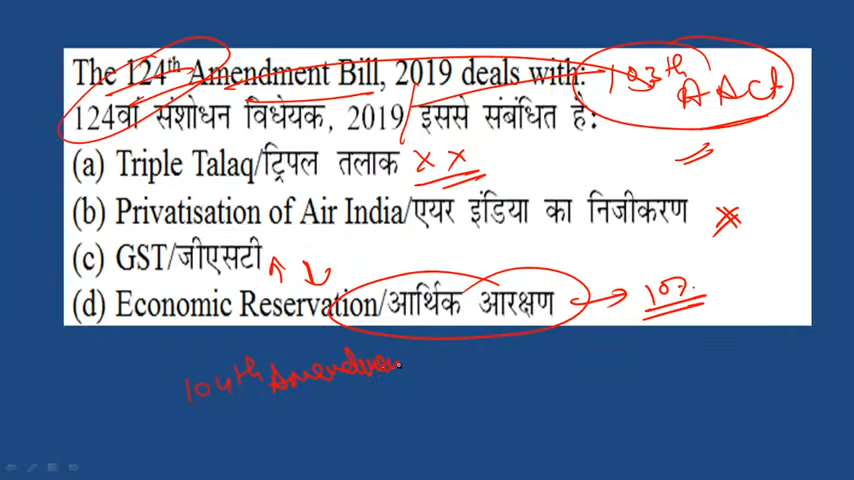 The 124th Amendment Bill, 2019 deals with:
103th A Act
124वां संशोधन विधेयक, 2019 इससे संबंधित है:
(a) Triple Talaq/ट्रिपल तलाक
(b) Privatisation of Air India/एयर इंडिया का निजीकरण
(c) GST/जीएसटी
(d) Economic Reservation/आर्थिक आरक्षण
10%
104th Amendmen